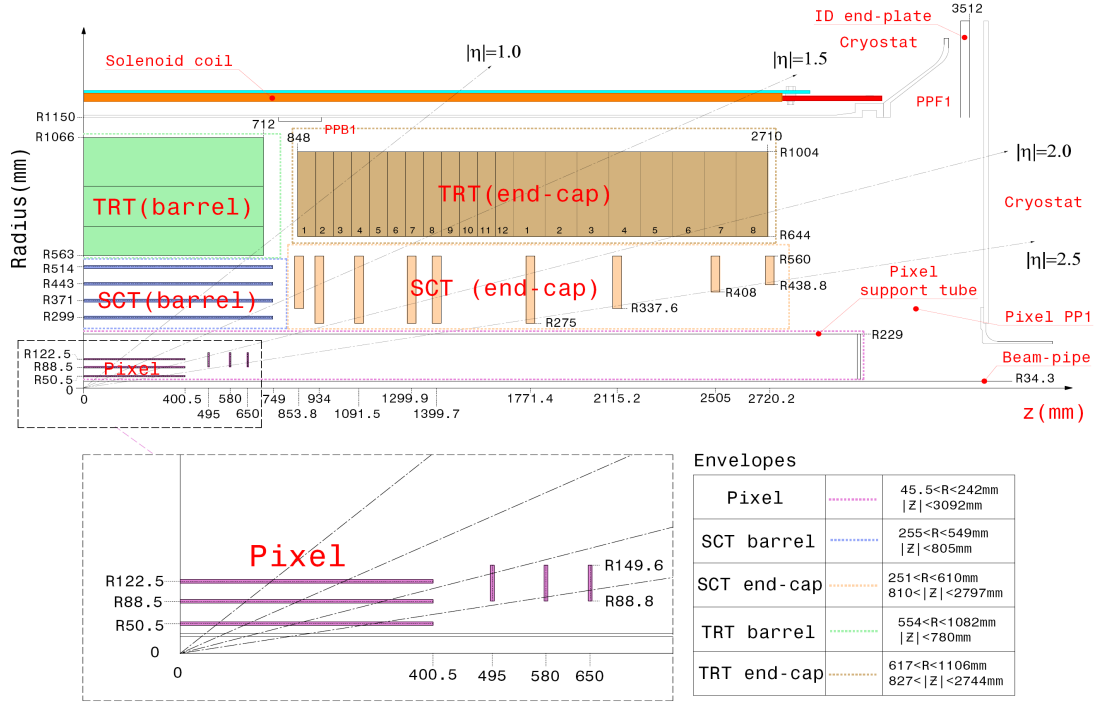 3512
ID end-plate
Cryostat
|η|=1.0
|η|=1.5
Solenoid coil
PPF1
R1150
712
PPB1
R1066
848
2710
R1004
|η|=2.0
Radius(mm)
TRT(barrel)
TRT(end-cap)
Cryostat
1 2 3 4 5 6 7 8 9 10 11 12 1 2 3 4 5 6 7 8
R644
R563
R560
|η|=2.5
R514
R443
R438.8
Pixel
support tube
R371
SCT(barrel)
SCT (end-cap)
R408
R337.6
R299
R275
Pixel PP1
R229
R122.5
R88.5
Pixel
R50.5
Beam-pipe
R34.3
0
0
400.5
495
580
650
749
853.8
934
1091.5
1299.9
1399.7
1771.4
2115.2
2505
2720.2
z(mm)
Pixel
R122.5
R88.5
R50.5
0
R149.6
R88.8
0
400.5
495
580
650
Envelopes
Pixel
45.5<R<242mm
|Z|<3092mm
SCT barrel
255<R<549mm
|Z|<805mm
SCT end-cap
251<R<610mm
810<|Z|<2797mm
TRT barrel
554<R<1082mm
|Z|<780mm
TRT end-cap
617<R<1106mm
827<|Z|<2744mm